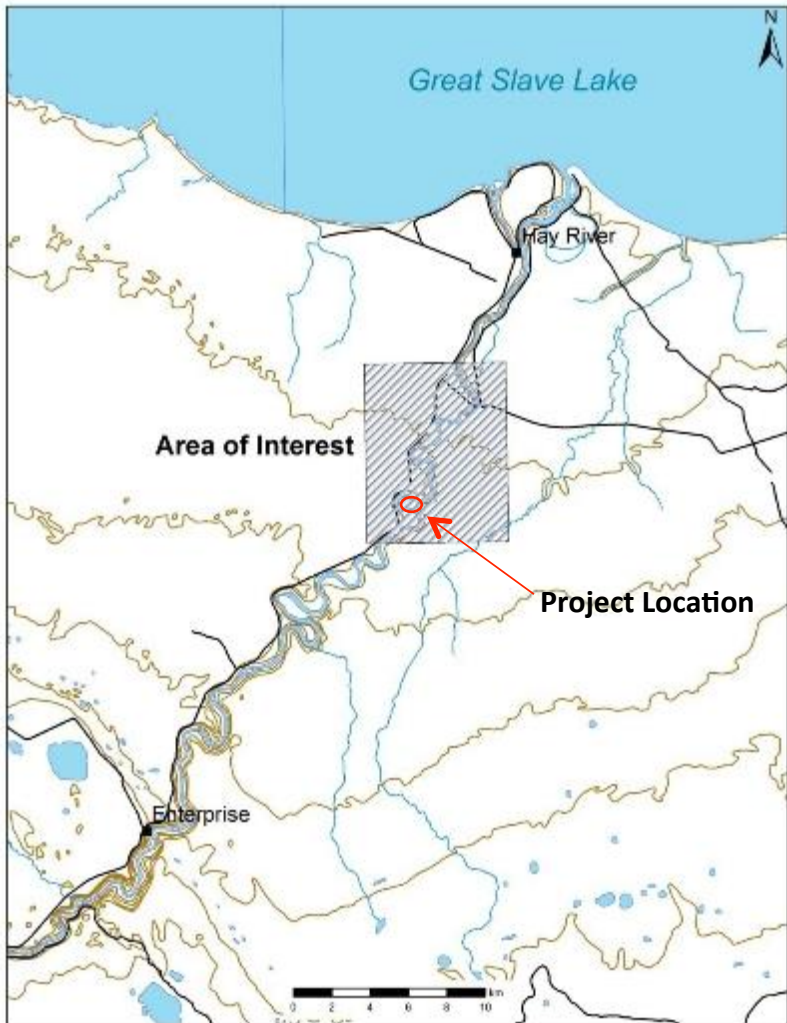 N
Great Slave Lake
Hay River
Area of Interest
Project Location
Enterprise
km
0 2 4 6 8 10